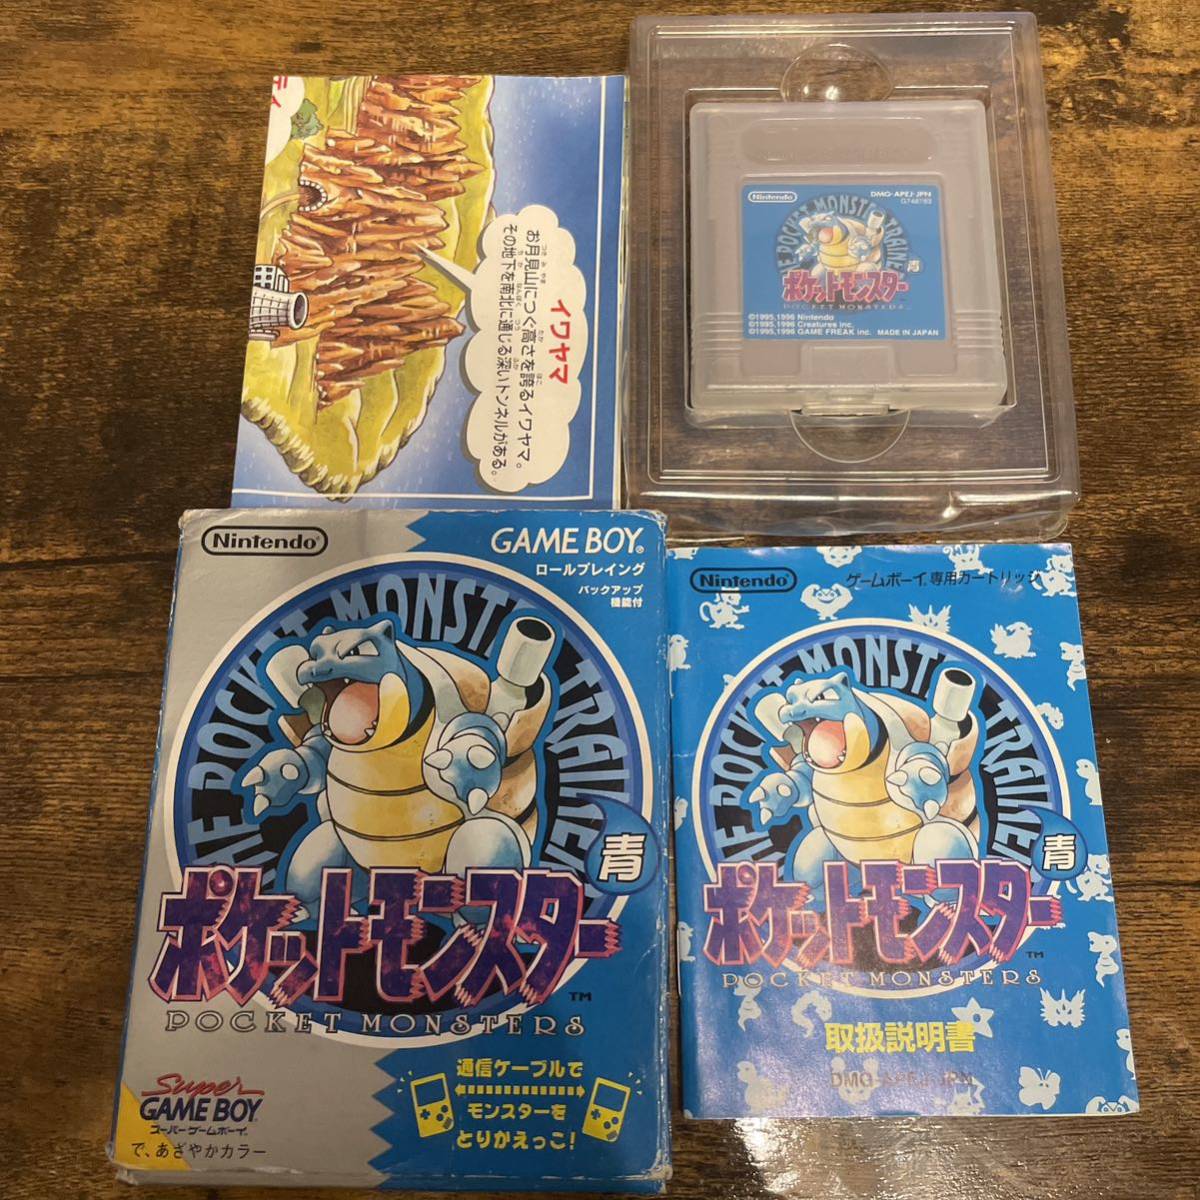 イワヤマ
お月見山につぐ高さを誇るイワヤマ。
その地下を南北に通じる深いトンネルがある。
Nintendo
DMG-APEJ-JPN
POCKET MONSTER TRAINE
青
ポケットモンスター
POCKET MONSTERS
©1995,1996 Nintendo
©1995,1996 Creatures inc.
©1995,1996 GAME FREAK inc. MADE IN JAPAN
Nintendo
GAME BOY
ロールプレイング
バックアップ
機能付
POCKET MONST TRAINE
青
ポケットモンスター
TM
POCKET MONSTERS
通信ケーブルで
モンスターを
とりかえっこ!
Super
GAME BOY
スーパーゲームボーイ
で、あざやかカラー
Nintendo
ゲームボーイ専用カートリッジ
POCKET MONST TRAINE
青
ポケットモンスター
TM
POCKET MONSTERS
取扱説明書
DMG-APEJ-JPN